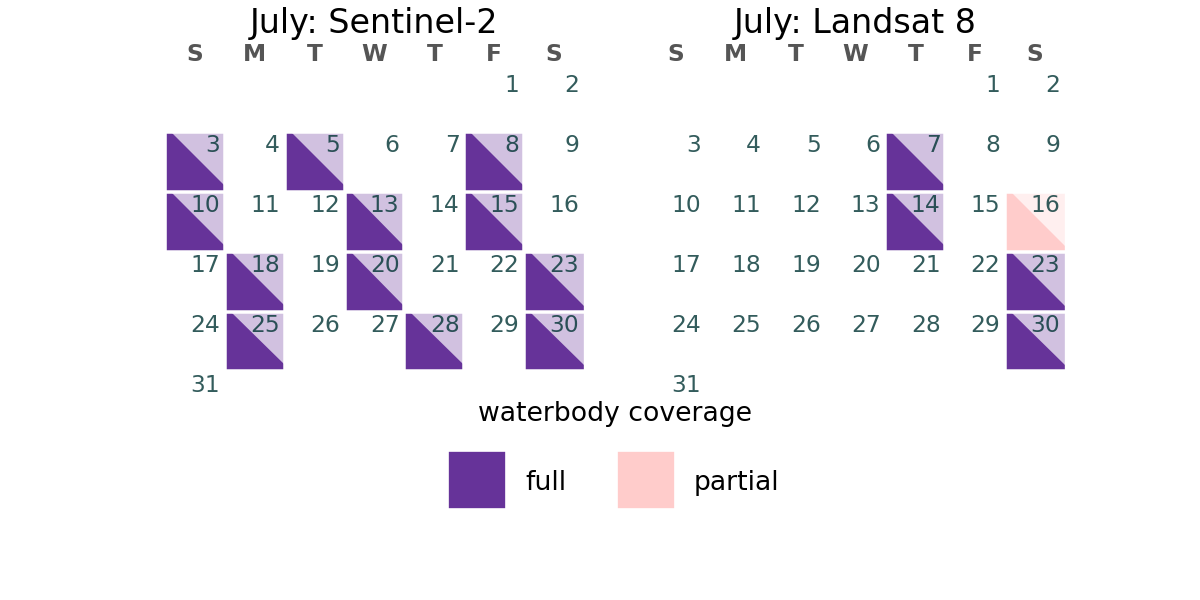 July: Sentinel-2
S M T W T F S
1 2
3 4 5 6 7 8 9
10 11 12 13 14 15 16
17 18 19 20 21 22 23
24 25 26 27 28 29 30
31
July: Landsat 8
S M T W T F S
1 2
3 4 5 6 7 8 9
10 11 12 13 14 15 16
17 18 19 20 21 22 23
24 25 26 27 28 29 30
31
waterbody coverage
full partial